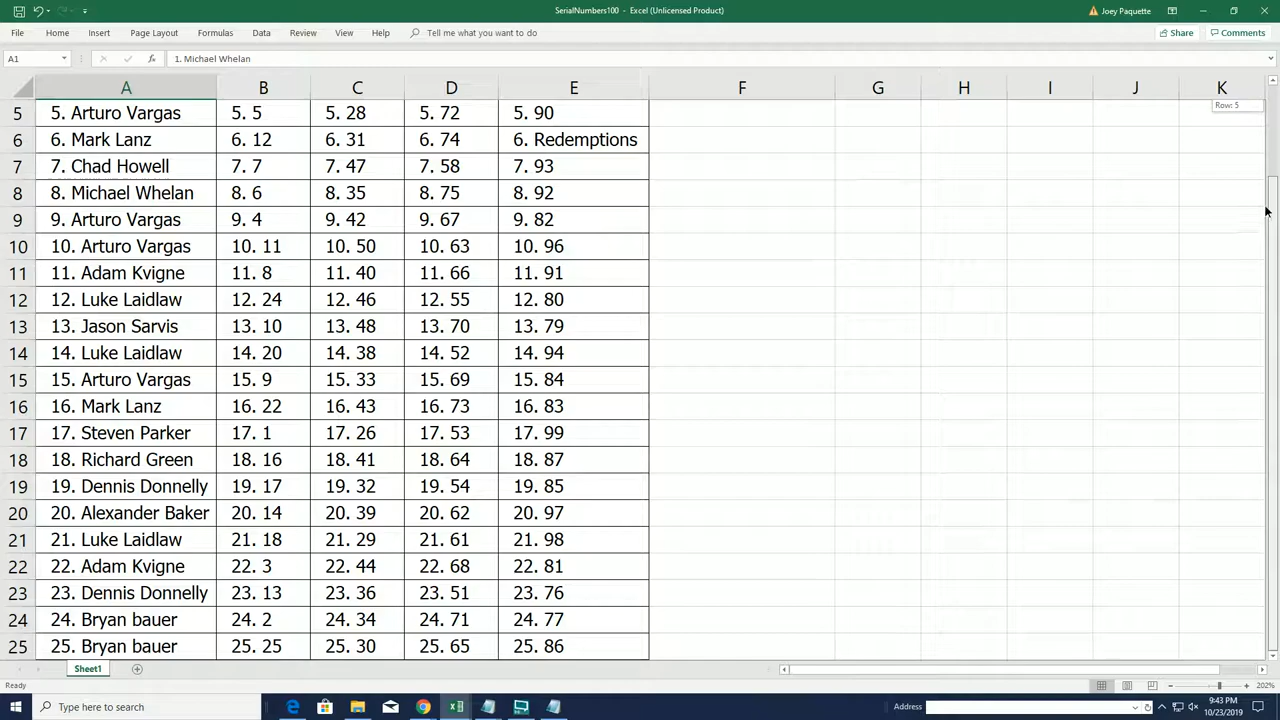 SerialNumbers100 - Excel (Unlicensed Product)
Joey Paquette
File Home Insert Page Layout Formulas Data Review View Help Tell me what you want to do Share Comments
A1 fx 1. Michael Whelan
A B C D E F G H I J K
Row: 5
5 5. Arturo Vargas 5. 5 5. 28 5. 72 5. 90
6 6. Mark Lanz 6. 12 6. 31 6. 74 6. Redemptions
7 7. Chad Howell 7. 7 7. 47 7. 58 7. 93
8 8. Michael Whelan 8. 6 8. 35 8. 75 8. 92
9 9. Arturo Vargas 9. 4 9. 42 9. 67 9. 82
10 10. Arturo Vargas 10. 11 10. 50 10. 63 10. 96
11 11. Adam Kvigne 11. 8 11. 40 11. 66 11. 91
12 12. Luke Laidlaw 12. 24 12. 46 12. 55 12. 80
13 13. Jason Sarvis 13. 10 13. 48 13. 70 13. 79
14 14. Luke Laidlaw 14. 20 14. 38 14. 52 14. 94
15 15. Arturo Vargas 15. 9 15. 33 15. 69 15. 84
16 16. Mark Lanz 16. 22 16. 43 16. 73 16. 83
17 17. Steven Parker 17. 1 17. 26 17. 53 17. 99
18 18. Richard Green 18. 16 18. 41 18. 64 18. 87
19 19. Dennis Donnelly 19. 17 19. 32 19. 54 19. 85
20 20. Alexander Baker 20. 14 20. 39 20. 62 20. 97
21 21. Luke Laidlaw 21. 18 21. 29 21. 61 21. 98
22 22. Adam Kvigne 22. 3 22. 44 22. 68 22. 81
23 23. Dennis Donnelly 23. 13 23. 36 23. 51 23. 76
24 24. Bryan bauer 24. 2 24. 34 24. 71 24. 77
25 25. Bryan bauer 25. 25 25. 30 25. 65 25. 86
Sheet1
Ready 202%
Type here to search Address 9:43 PM
10/23/2019